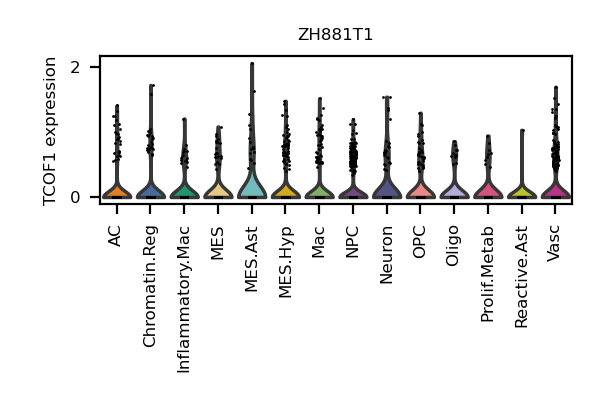 ZH881T1
TCOF1 expression
2
0
AC
Chromatin.Reg
Inflammatory.Mac
MES
MES.Ast
MES.Hyp
Mac
NPC
Neuron
OPC
Oligo
Prolif.Metab
Reactive.Ast
Vasc